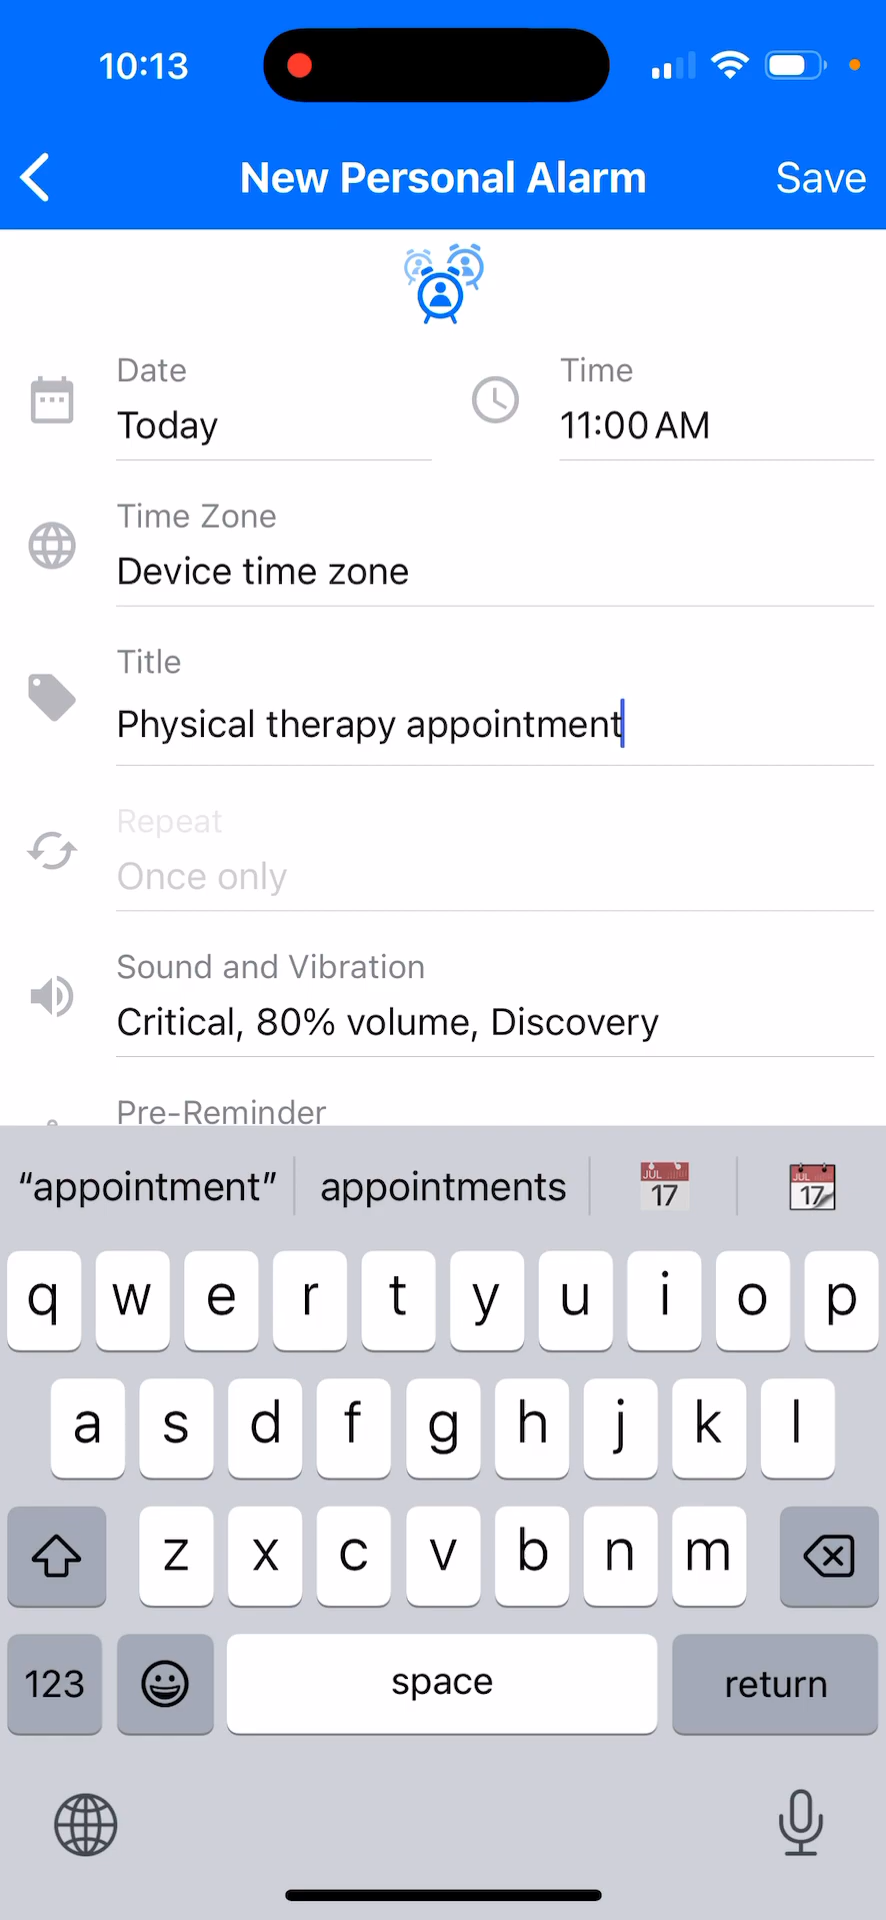 10:13
New Personal Alarm
Save
Date
Time
Today
11:00 AM
Time Zone
Device time zone
Title
Physical therapy appointment
Repeat
Once only
Sound and Vibration
Critical, 80% volume, Discovery
Pre-Reminder
“appointment”
appointments
JUL 17
JUL 17
q w e r t y u i o p
a s d f g h j k l
z x c v b n m
123
space
return